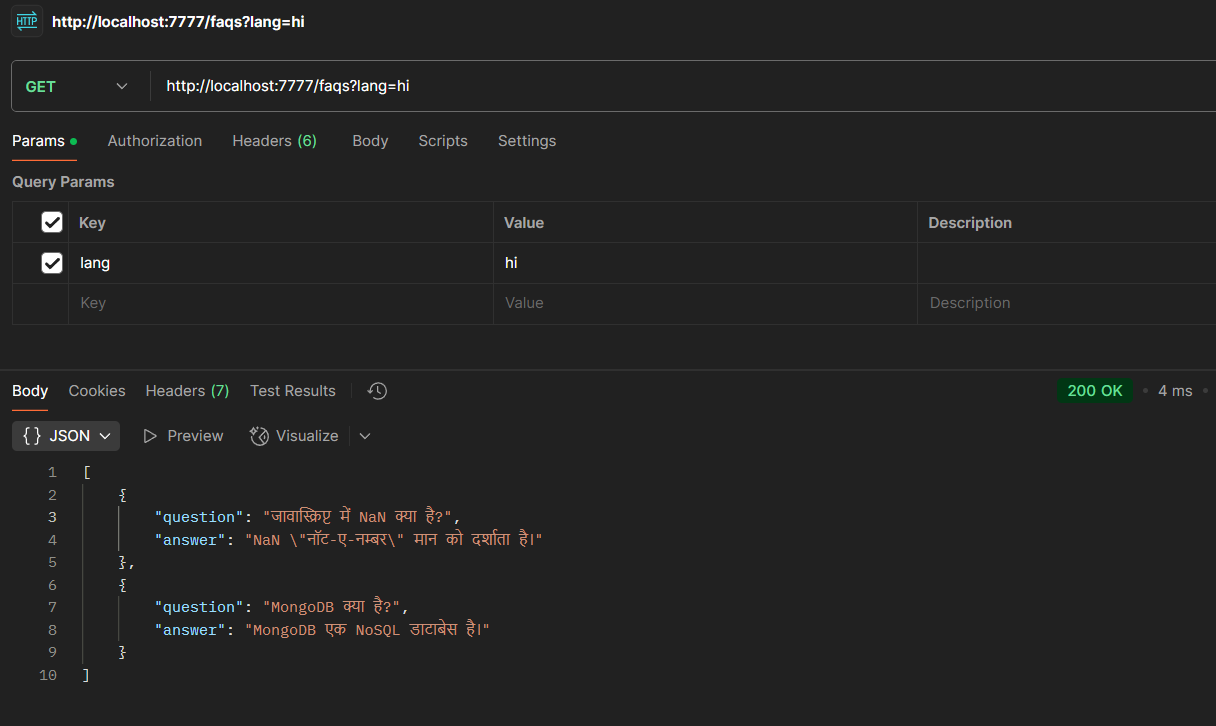 HTTP http://localhost:7777/faqs?lang=hi
GET http://localhost:7777/faqs?lang=hi
Params Authorization Headers (6) Body Scripts Settings
Query Params
Key Value Description
lang hi
Key Value Description
Body Cookies Headers (7) Test Results 200 OK • 4 ms •
{} JSON Preview Visualize
1 [
2 {
3 "question": "जावास्क्रिप्ट में NaN क्या है?",
4 "answer": "NaN \"नॉट-ए-नम्बर\" मान को दर्शाता है।"
5 },
6 {
7 "question": "MongoDB क्या है?",
8 "answer": "MongoDB एक NoSQL डाटाबेस है।"
9 }
10 ]